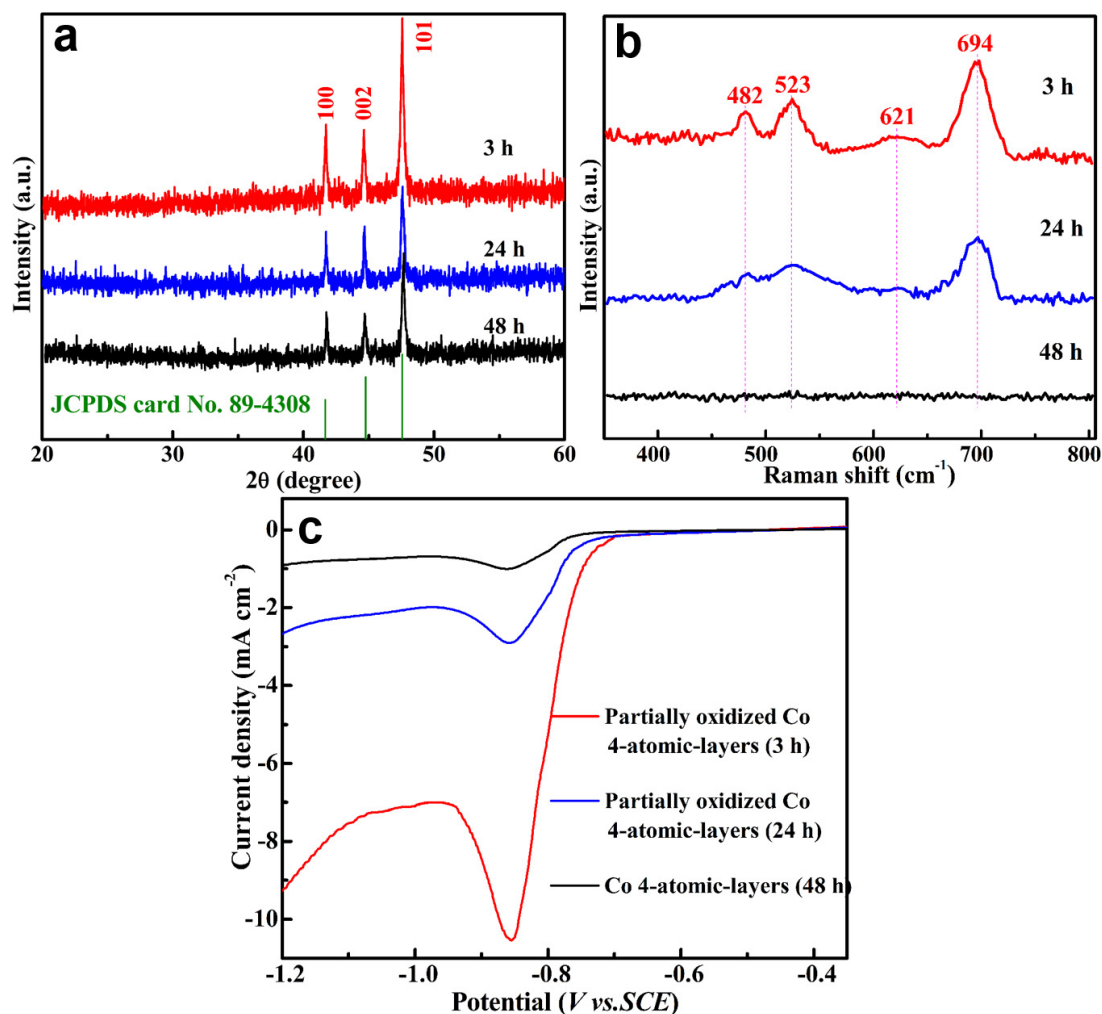 a
100
002
101
3 h
24 h
48 h
JCPDS card No. 89-4308
Intensity (a.u.)
20 30 40 50 60
2θ (degree)
b
482
523
621
694
3 h
24 h
48 h
Intensity (a.u.)
400 500 600 700 800
Raman shift (cm-1)
c
0
-2
-4
-6
-8
-10
Current density (mA cm-2)
Partially oxidized Co
4-atomic-layers (3 h)
Partially oxidized Co
4-atomic-layers (24 h)
Co 4-atomic-layers (48 h)
-1.2 -1.0 -0.8 -0.6 -0.4
Potential (V vs.SCE)